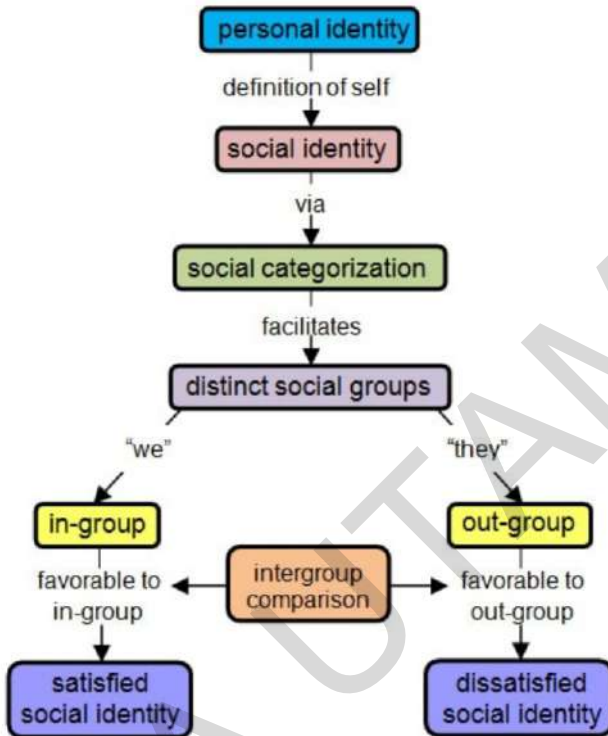 personal identity
definition of self
social identity
via
social categorization
facilitates
distinct social groups
"we"
"they"
in-group
out-group
favorable to
in-group
intergroup
comparison
favorable to
out-group
satisfied
social identity
dissatisfied
social identity
A UTAM